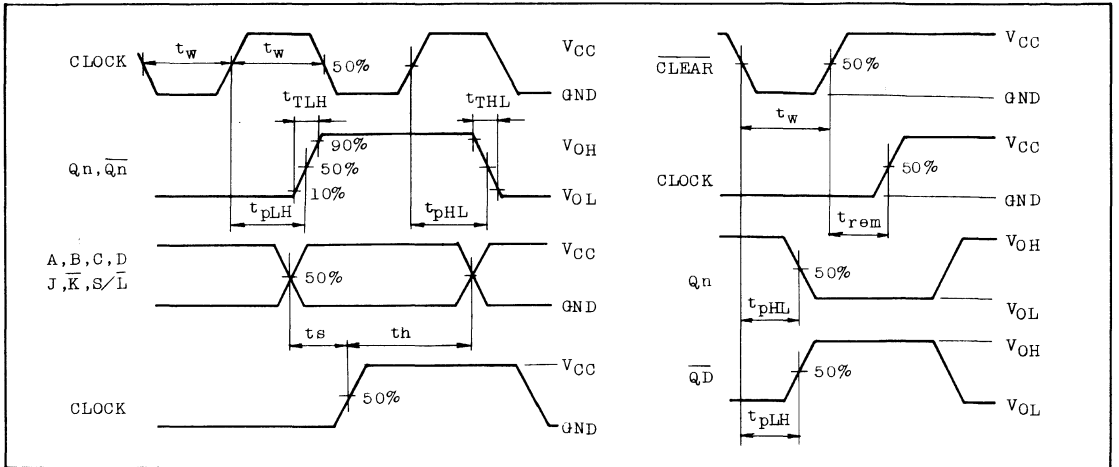 CLOCK
tw
tw
50%
VCC
GND
tTLH
tTHL
Qn, Q̅n̅
90%
50%
10%
VOH
VOL
tpLH
tpHL
A,B,C,D
J,K̅,S/L̅
50%
VCC
GND
ts
th
CLOCK
50%
VCC
GND
C̅L̅E̅A̅R̅
50%
VCC
GND
tw
CLOCK
50%
VCC
GND
trem
Qn
50%
VOH
VOL
tpHL
Q̅D̅
50%
VOH
VOL
tpLH